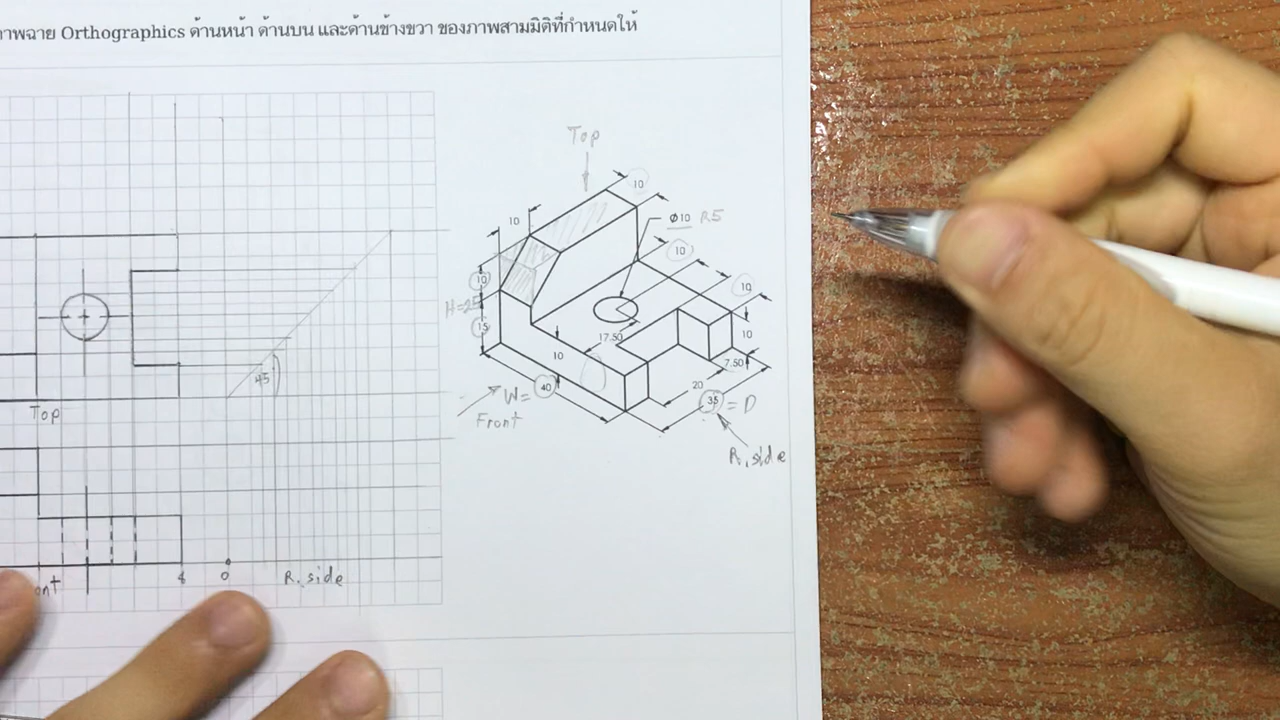 ภาพฉาย Orthographics ด้านหน้า ด้านบน และด้านข้างขวา ของภาพสามมิติที่กำหนดให้
Top
10
10
Ø10 R5
10
10
10
H=25
15
17.50
10
10
7.50
40
W=
20
35 = D
Front
R. side
45
Top
4
0
R. side